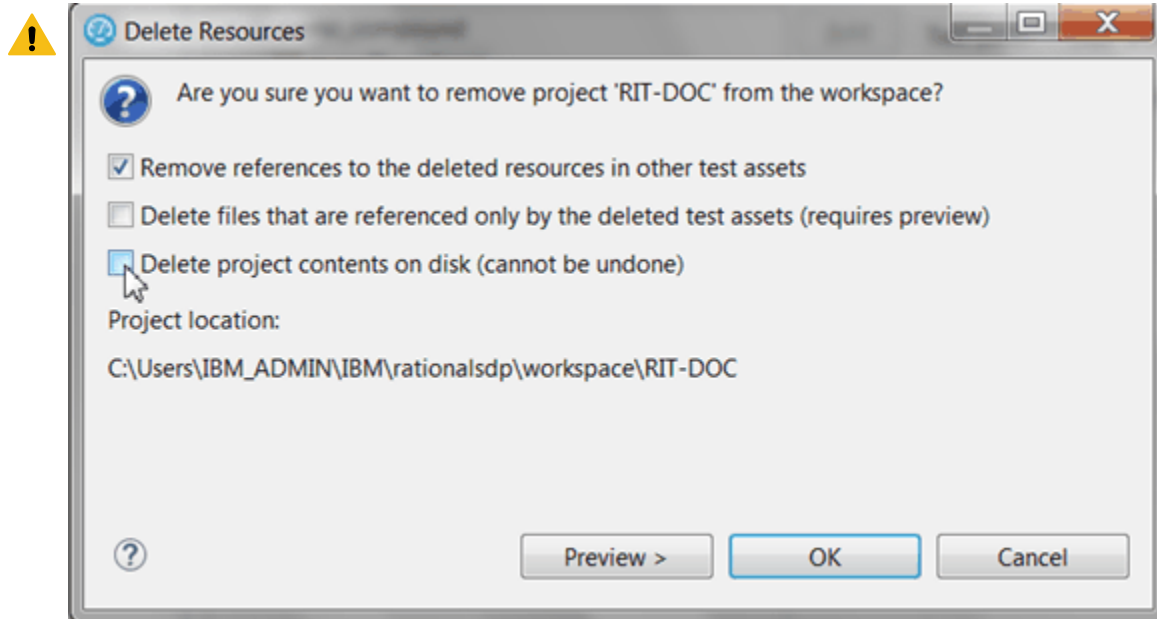 Delete Resources
Are you sure you want to remove project 'RIT-DOC' from the workspace?
Remove references to the deleted resources in other test assets
Delete files that are referenced only by the deleted test assets (requires preview)
Delete project contents on disk (cannot be undone)
Project location:
C:\Users\IBM_ADMIN\IBM\rationalsdp\workspace\RIT-DOC
Preview > OK Cancel